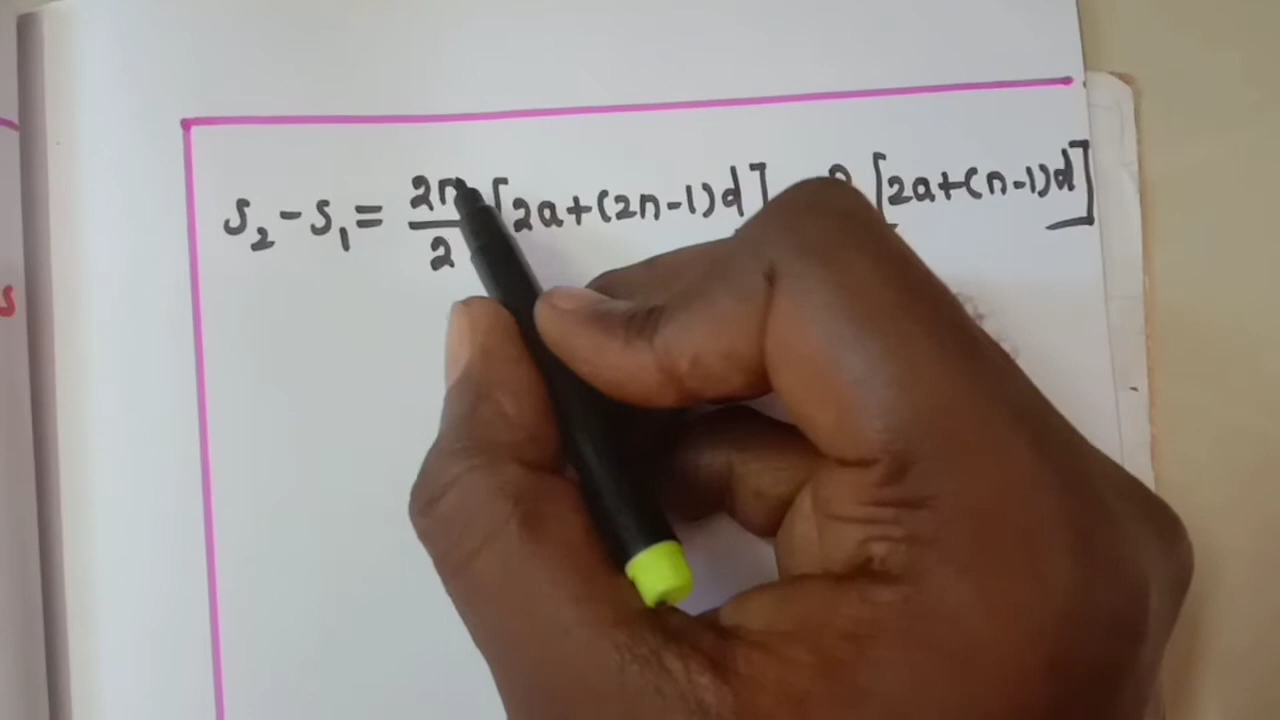 S₂ - S₁ = 2n/2 [2a+(2n-1)d] [2a+(n-1)d]
s